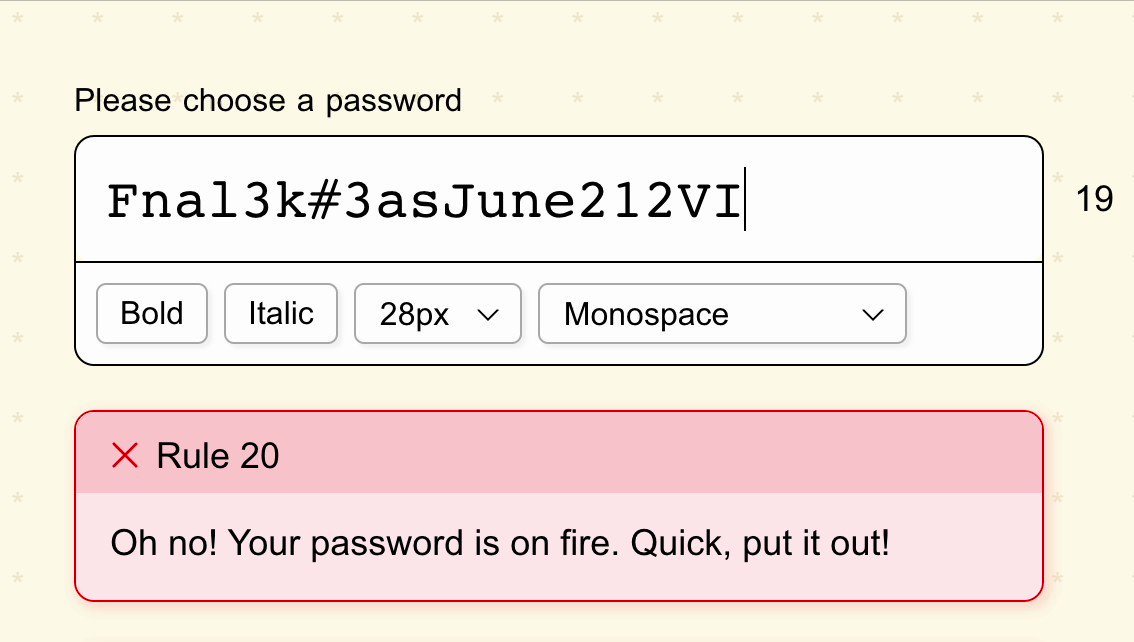 Please choose a password
Fnal3k#3asJune212VI
19
Bold Italic 28px Monospace
Rule 20
Oh no! Your password is on fire. Quick, put it out!